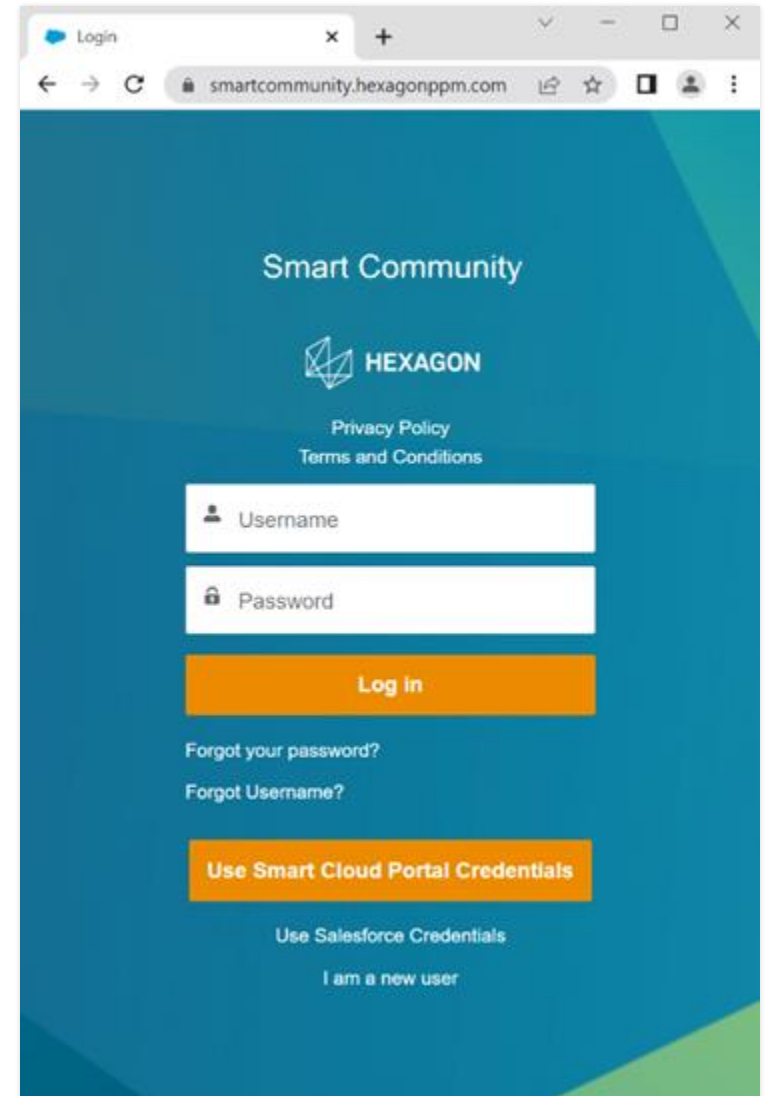 Login
smartcommunity.hexagonppm.com
Smart Community
HEXAGON
Privacy Policy
Terms and Conditions
Username
Password
Log in
Forgot your password?
Forgot Username?
Use Smart Cloud Portal Credentials
Use Salesforce Credentials
I am a new user